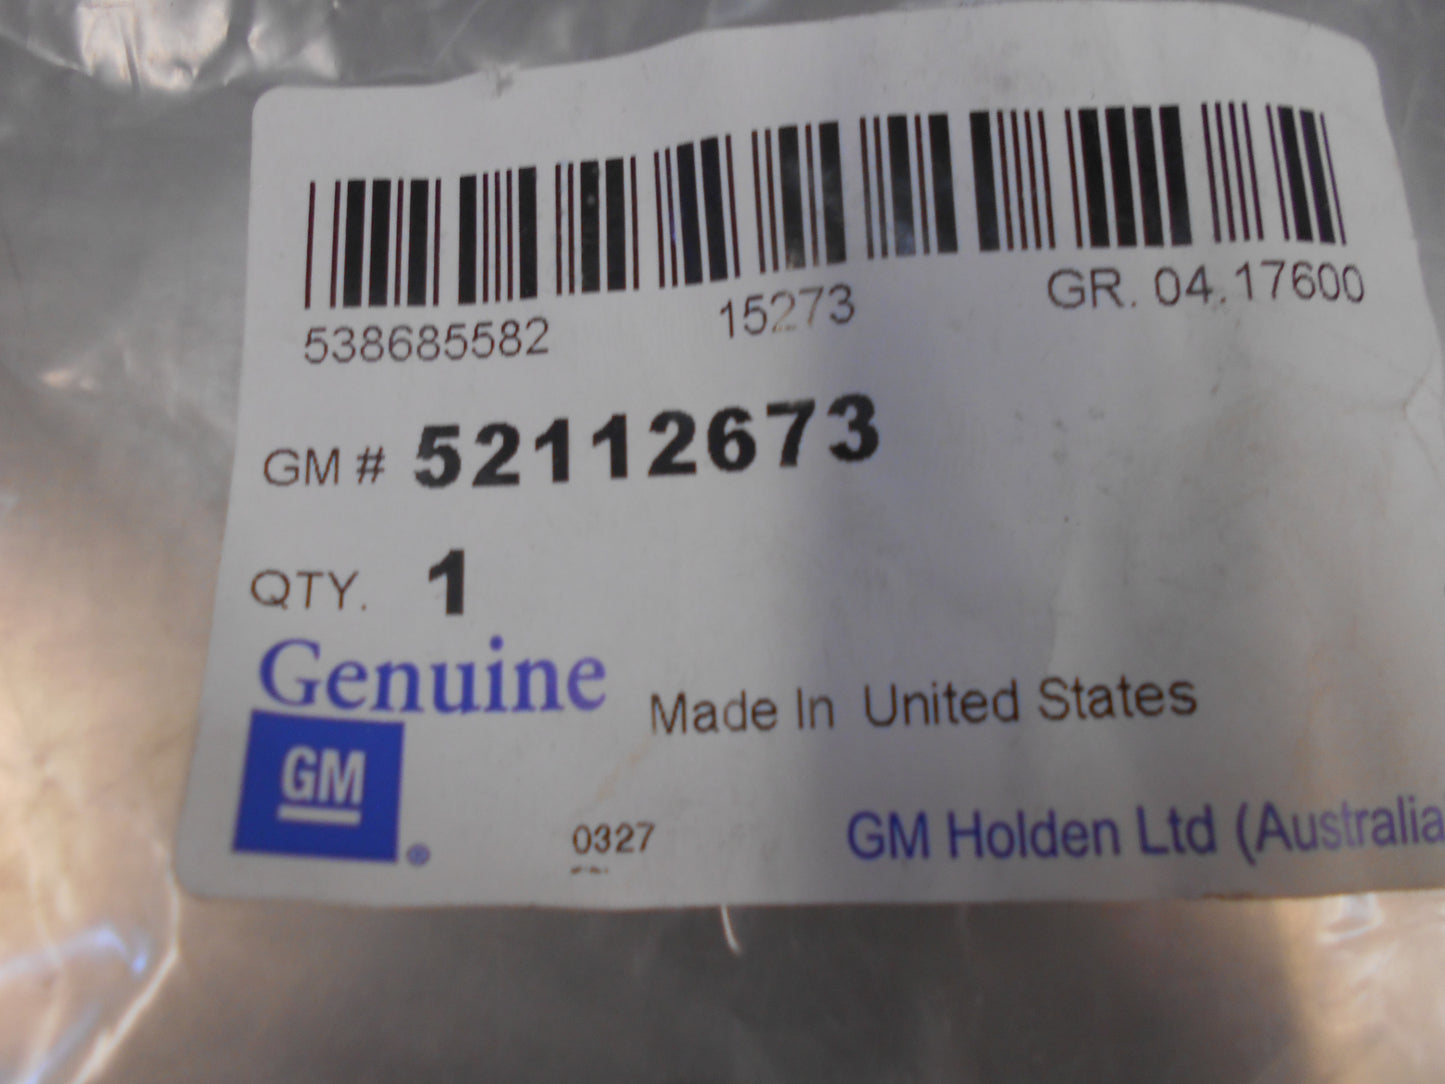 538685582 15273 GR. 04.17600
GM # 52112673
QTY. 1
Genuine
Made In United States
GM
®
0327
GM Holden Ltd (Australia